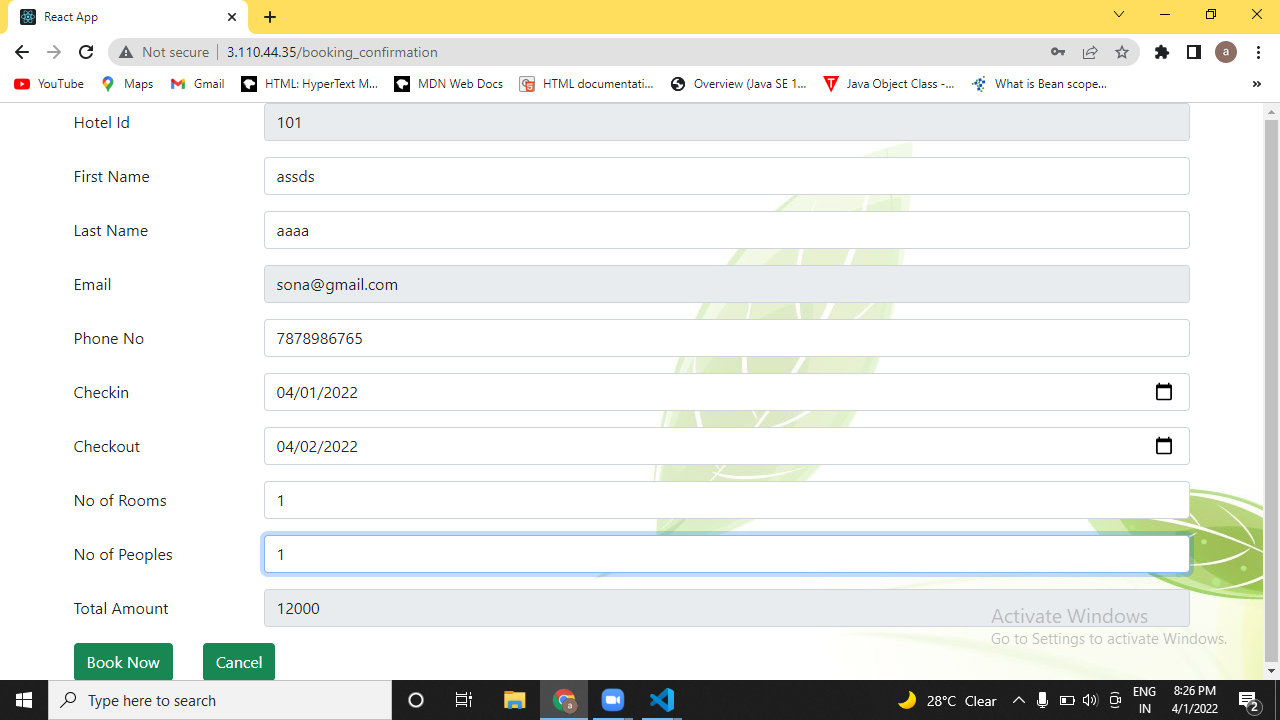 React App
Not secure
3.110.44.35/booking_confirmation
a
YouTube
Maps
Gmail
HTML: HyperText M...
MDN Web Docs
HTML documentati...
Overview (Java SE 1...
Java Object Class -...
What is Bean scope...
»
Hotel Id
101
First Name
assds
Last Name
aaaa
Email
sona@gmail.com
Phone No
7878986765
Checkin
04/01/2022
Checkout
04/02/2022
No of Rooms
1
No of Peoples
1
Total Amount
12000
Activate Windows
Go to Settings to activate Windows.
Book Now
Cancel
Type here to search
a
28°C Clear
ENG
IN
8:26 PM
4/1/2022
2